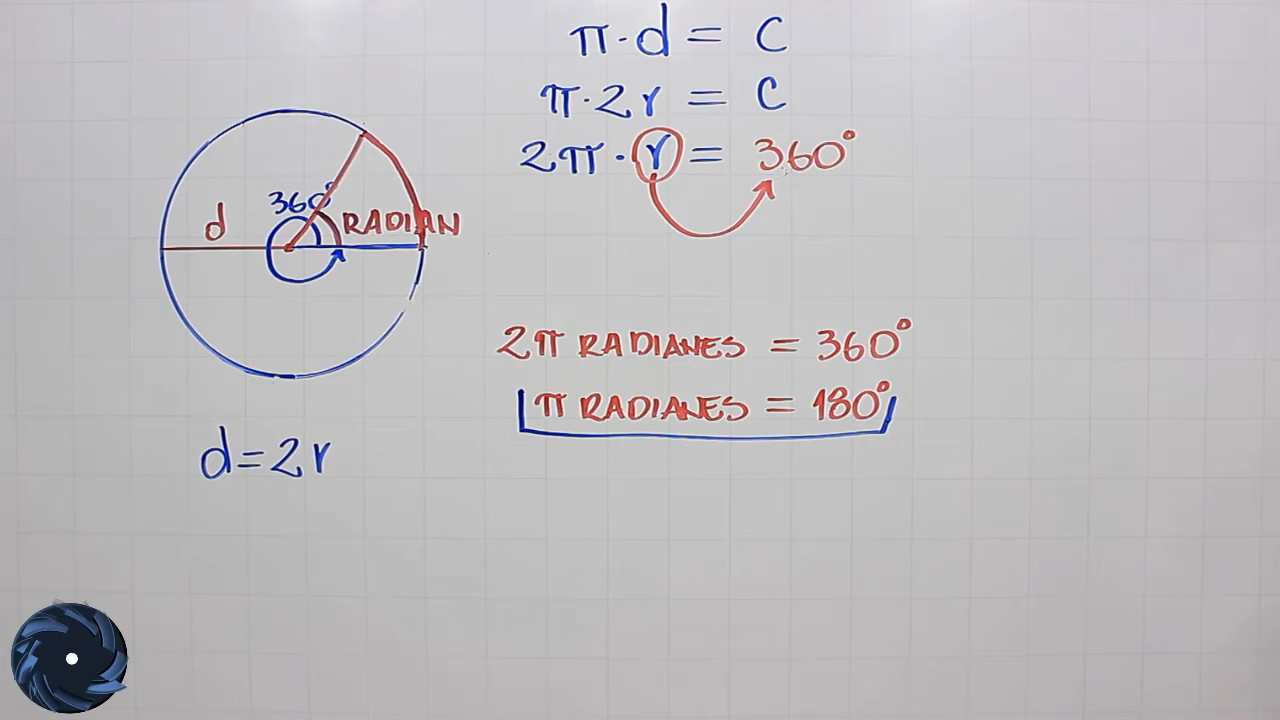 π·d = C
π·2r = C
2π·r = 360°
360°
d
RADIAN
2π RADIANES = 360°
π RADIANES = 180°
d=2r